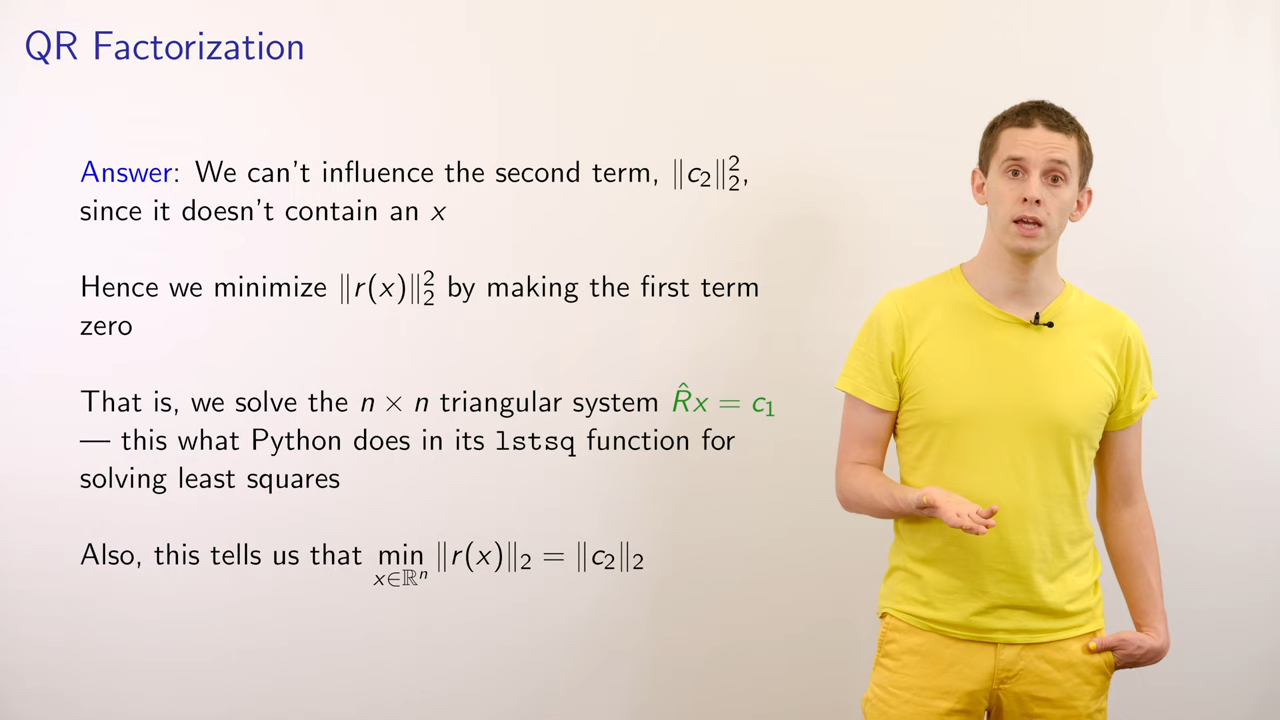 QR Factorization
Answer: We can't influence the second term, ‖c₂‖₂²,
since it doesn't contain an x
Hence we minimize ‖r(x)‖₂² by making the first term
zero
That is, we solve the n × n triangular system R̂x = c₁
— this what Python does in its lstsq function for
solving least squares
Also, this tells us that min ‖r(x)‖₂ = ‖c₂‖₂
x∈ℝⁿ